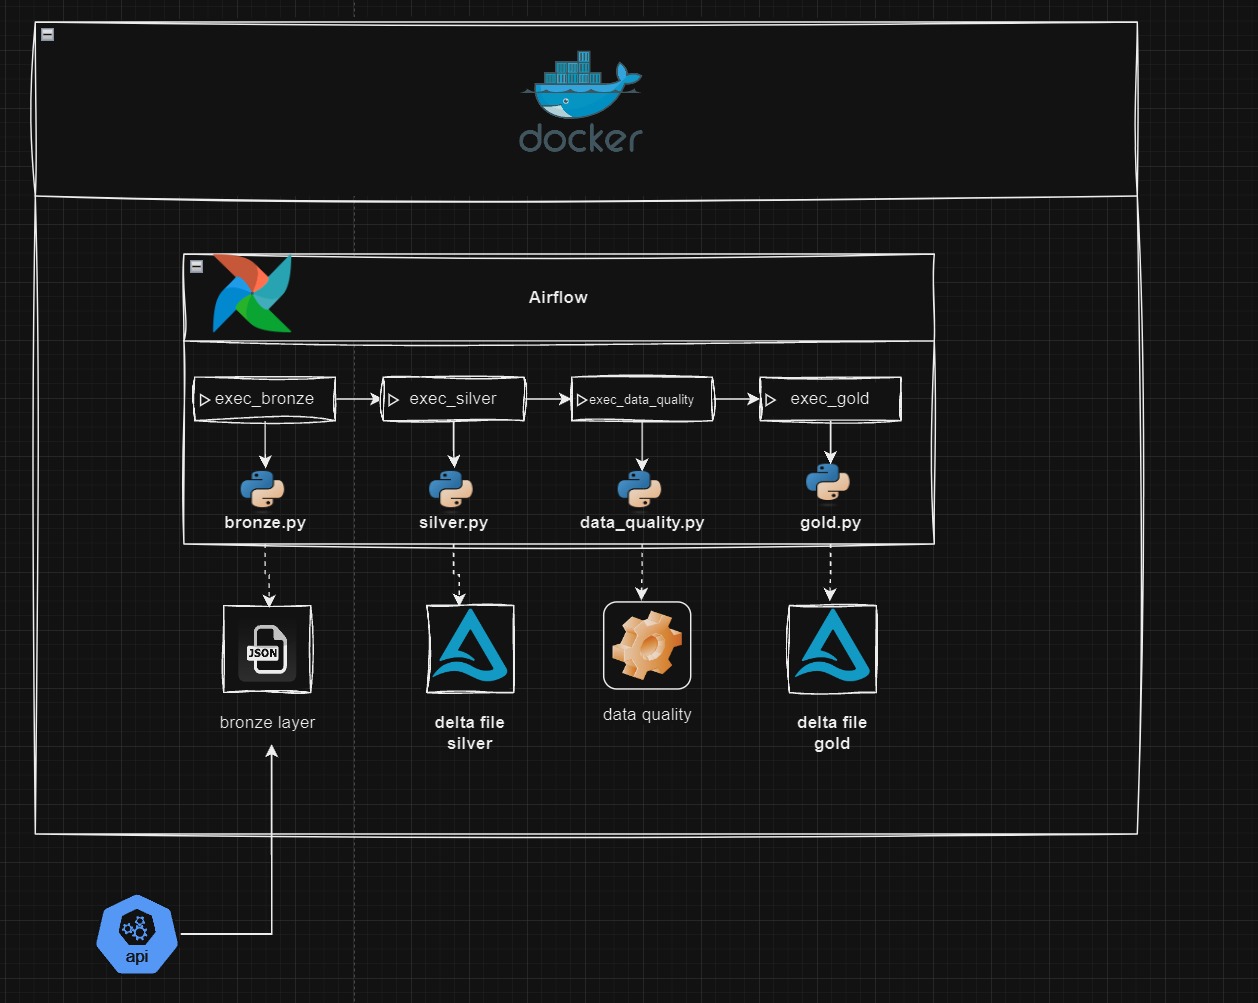 docker
Airflow
exec_bronze
exec_silver
exec_data_quality
exec_gold
bronze.py
silver.py
data_quality.py
gold.py
JSON
bronze layer
delta file
silver
data quality
delta file
gold
api